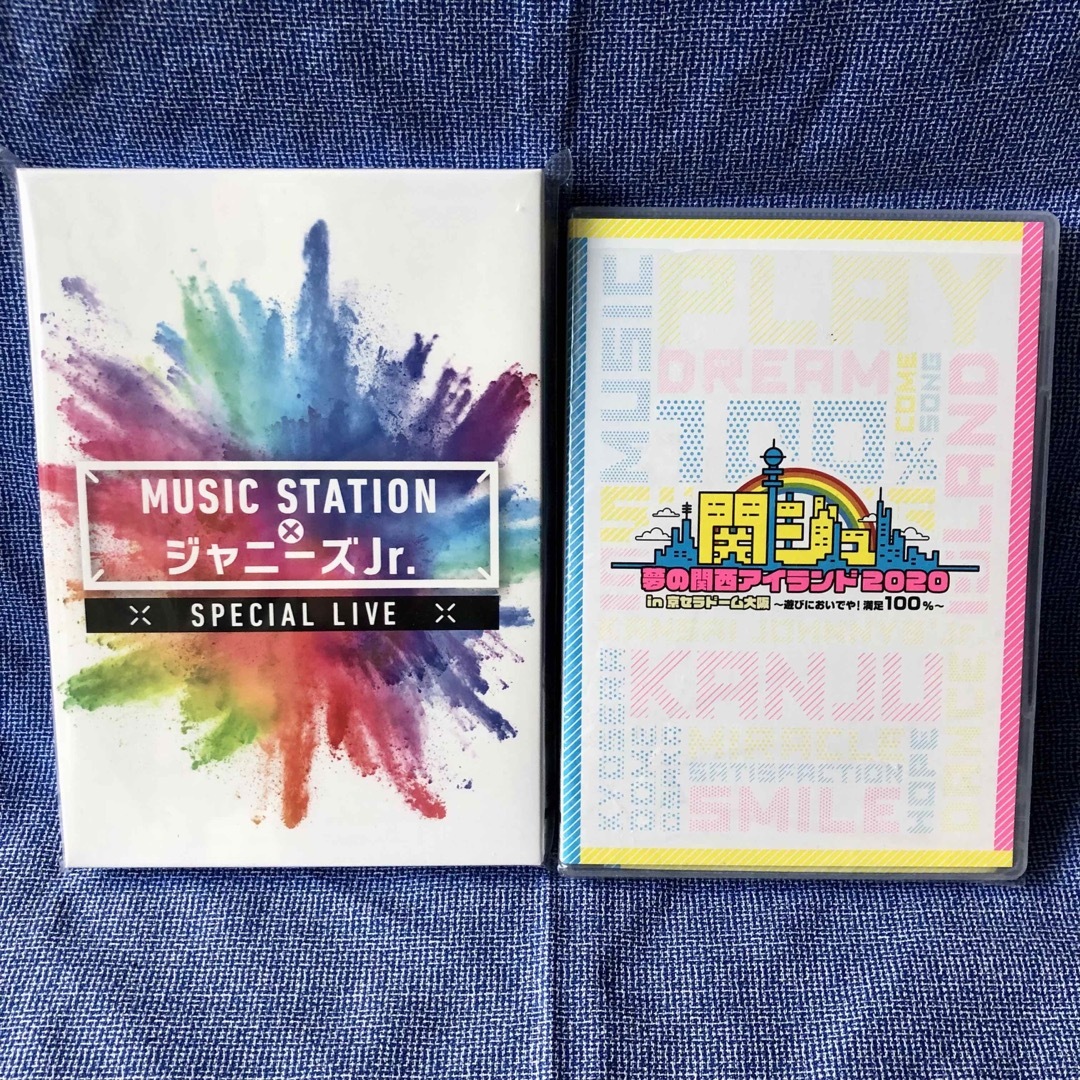 MUSIC STATION
×
ジャニーズJr.
SPECIAL LIVE
MUSIC
PLAY
DREAM
COME
SONG
100%
ISLAND
関ジュ
夢の関西アイランド2020
in 京セラドーム大阪 ～遊びにおいでや!満足100%～
KANJU
MIRACLE
SATISFACTION
SMILE
HOPE
DANCE
KYOCERA
DOME